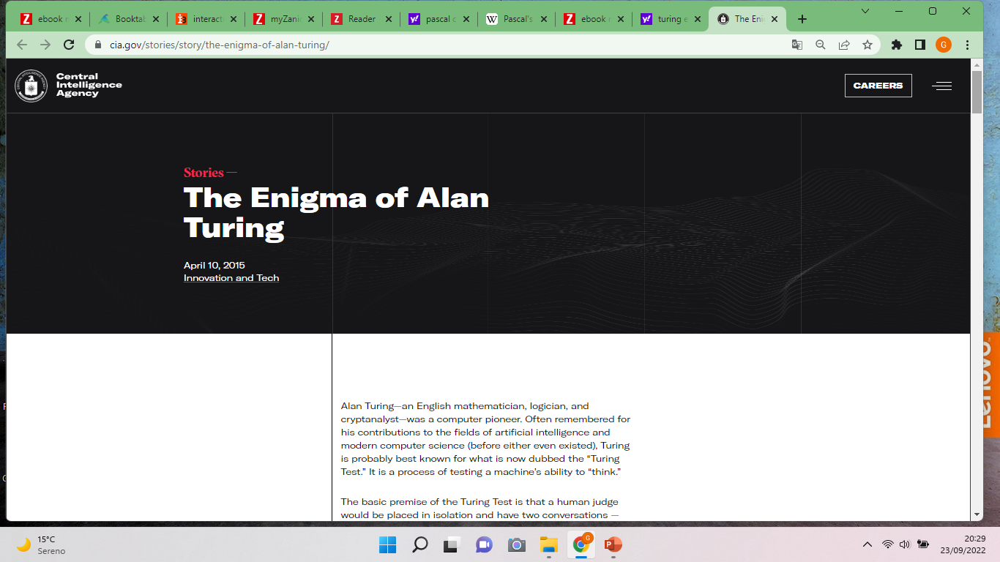 ebook
Booktab
interact
myZani
Reader
pascal c
Pascal's
ebook
turing e
The Eni
cia.gov/stories/story/the-enigma-of-alan-turing/
G
Central
Intelligence
Agency
CAREERS
Stories —
The Enigma of Alan
Turing
April 10, 2015
Innovation and Tech
Lenovo
Alan Turing—an English mathematician, logician, and
cryptanalyst—was a computer pioneer. Often remembered for
his contributions to the fields of artificial intelligence and
modern computer science (before either even existed), Turing
is probably best known for what is now dubbed the “Turing
Test.” It is a process of testing a machine’s ability to “think.”
The basic premise of the Turing Test is that a human judge
would be placed in isolation and have two conversations —
15°C
Sereno
20:29
23/09/2022